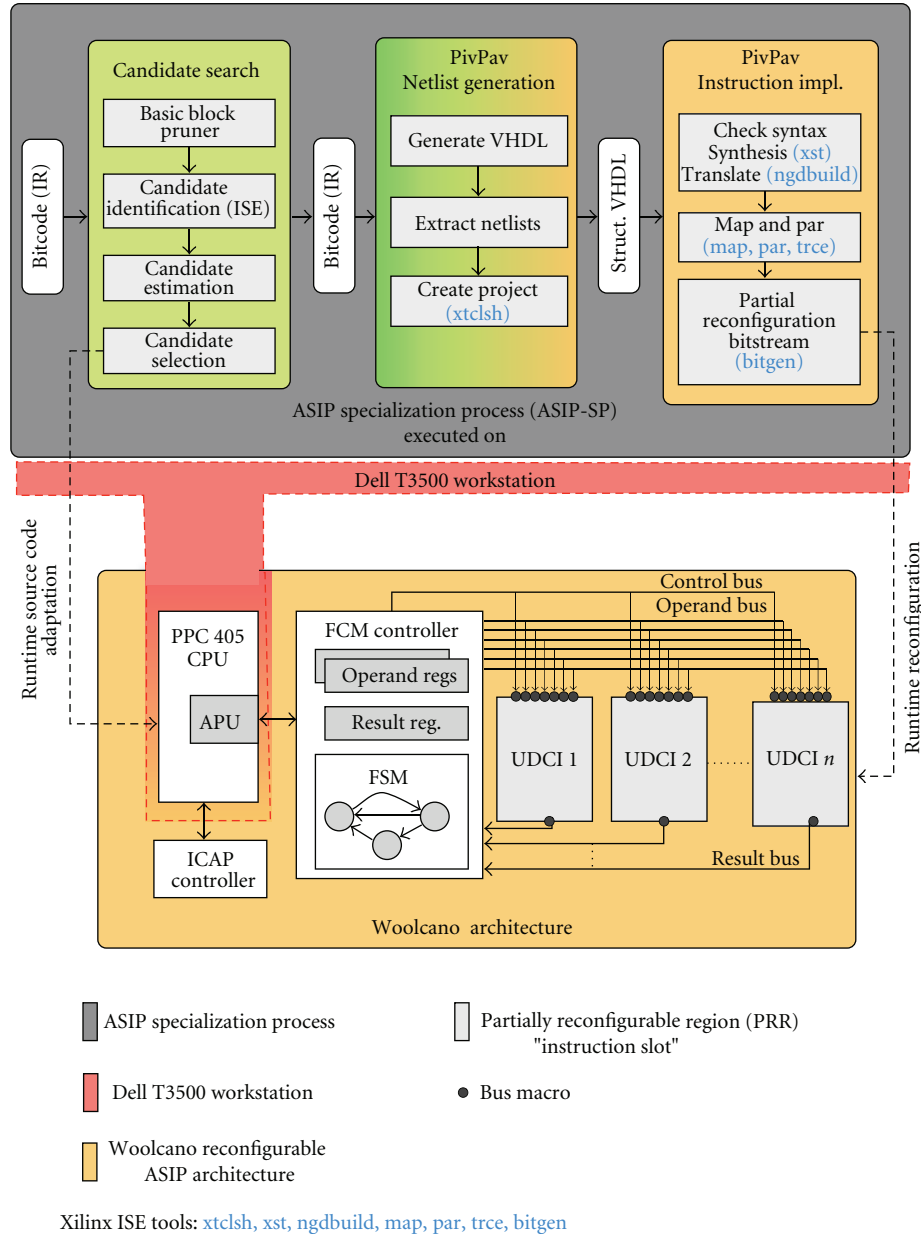 Candidate search
Basic block
pruner
Candidate
identification (ISE)
Candidate
estimation
Candidate
selection
Bitcode (IR)
Bitcode (IR)
PivPav
Netlist generation
Generate VHDL
Extract netlists
Create project
(xtclsh)
Struct. VHDL
PivPav
Instruction impl.
Check syntax
Synthesis (xst)
Translate (ngdbuild)
Map and par
(map, par, trce)
Partial
reconfiguration
bitstream
(bitgen)
ASIP specialization process (ASIP-SP)
executed on
Dell T3500 workstation
Runtime source code
adaptation
Runtime reconfiguration
PPC 405
CPU
APU
ICAP
controller
FCM controller
Operand regs
Result reg.
FSM
Control bus
Operand bus
UDCI 1
UDCI 2
UDCI n
Result bus
Woolcano architecture
ASIP specialization process
Dell T3500 workstation
Woolcano reconfigurable
ASIP architecture
Partially reconfigurable region (PRR)
"instruction slot"
Bus macro
Xilinx ISE tools: xtclsh, xst, ngdbuild, map, par, trce, bitgen